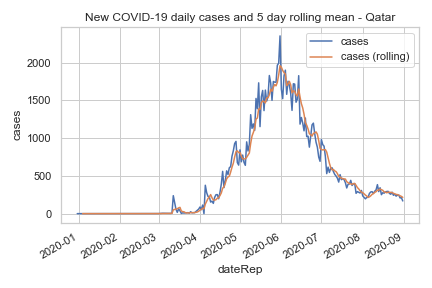 New COVID-19 daily cases and 5 day rolling mean - Qatar
cases
cases (rolling)
2000
1500
1000
500
0
cases
2020-01
2020-02
2020-03
2020-04
2020-05
2020-06
2020-07
2020-08
2020-09
dateRep